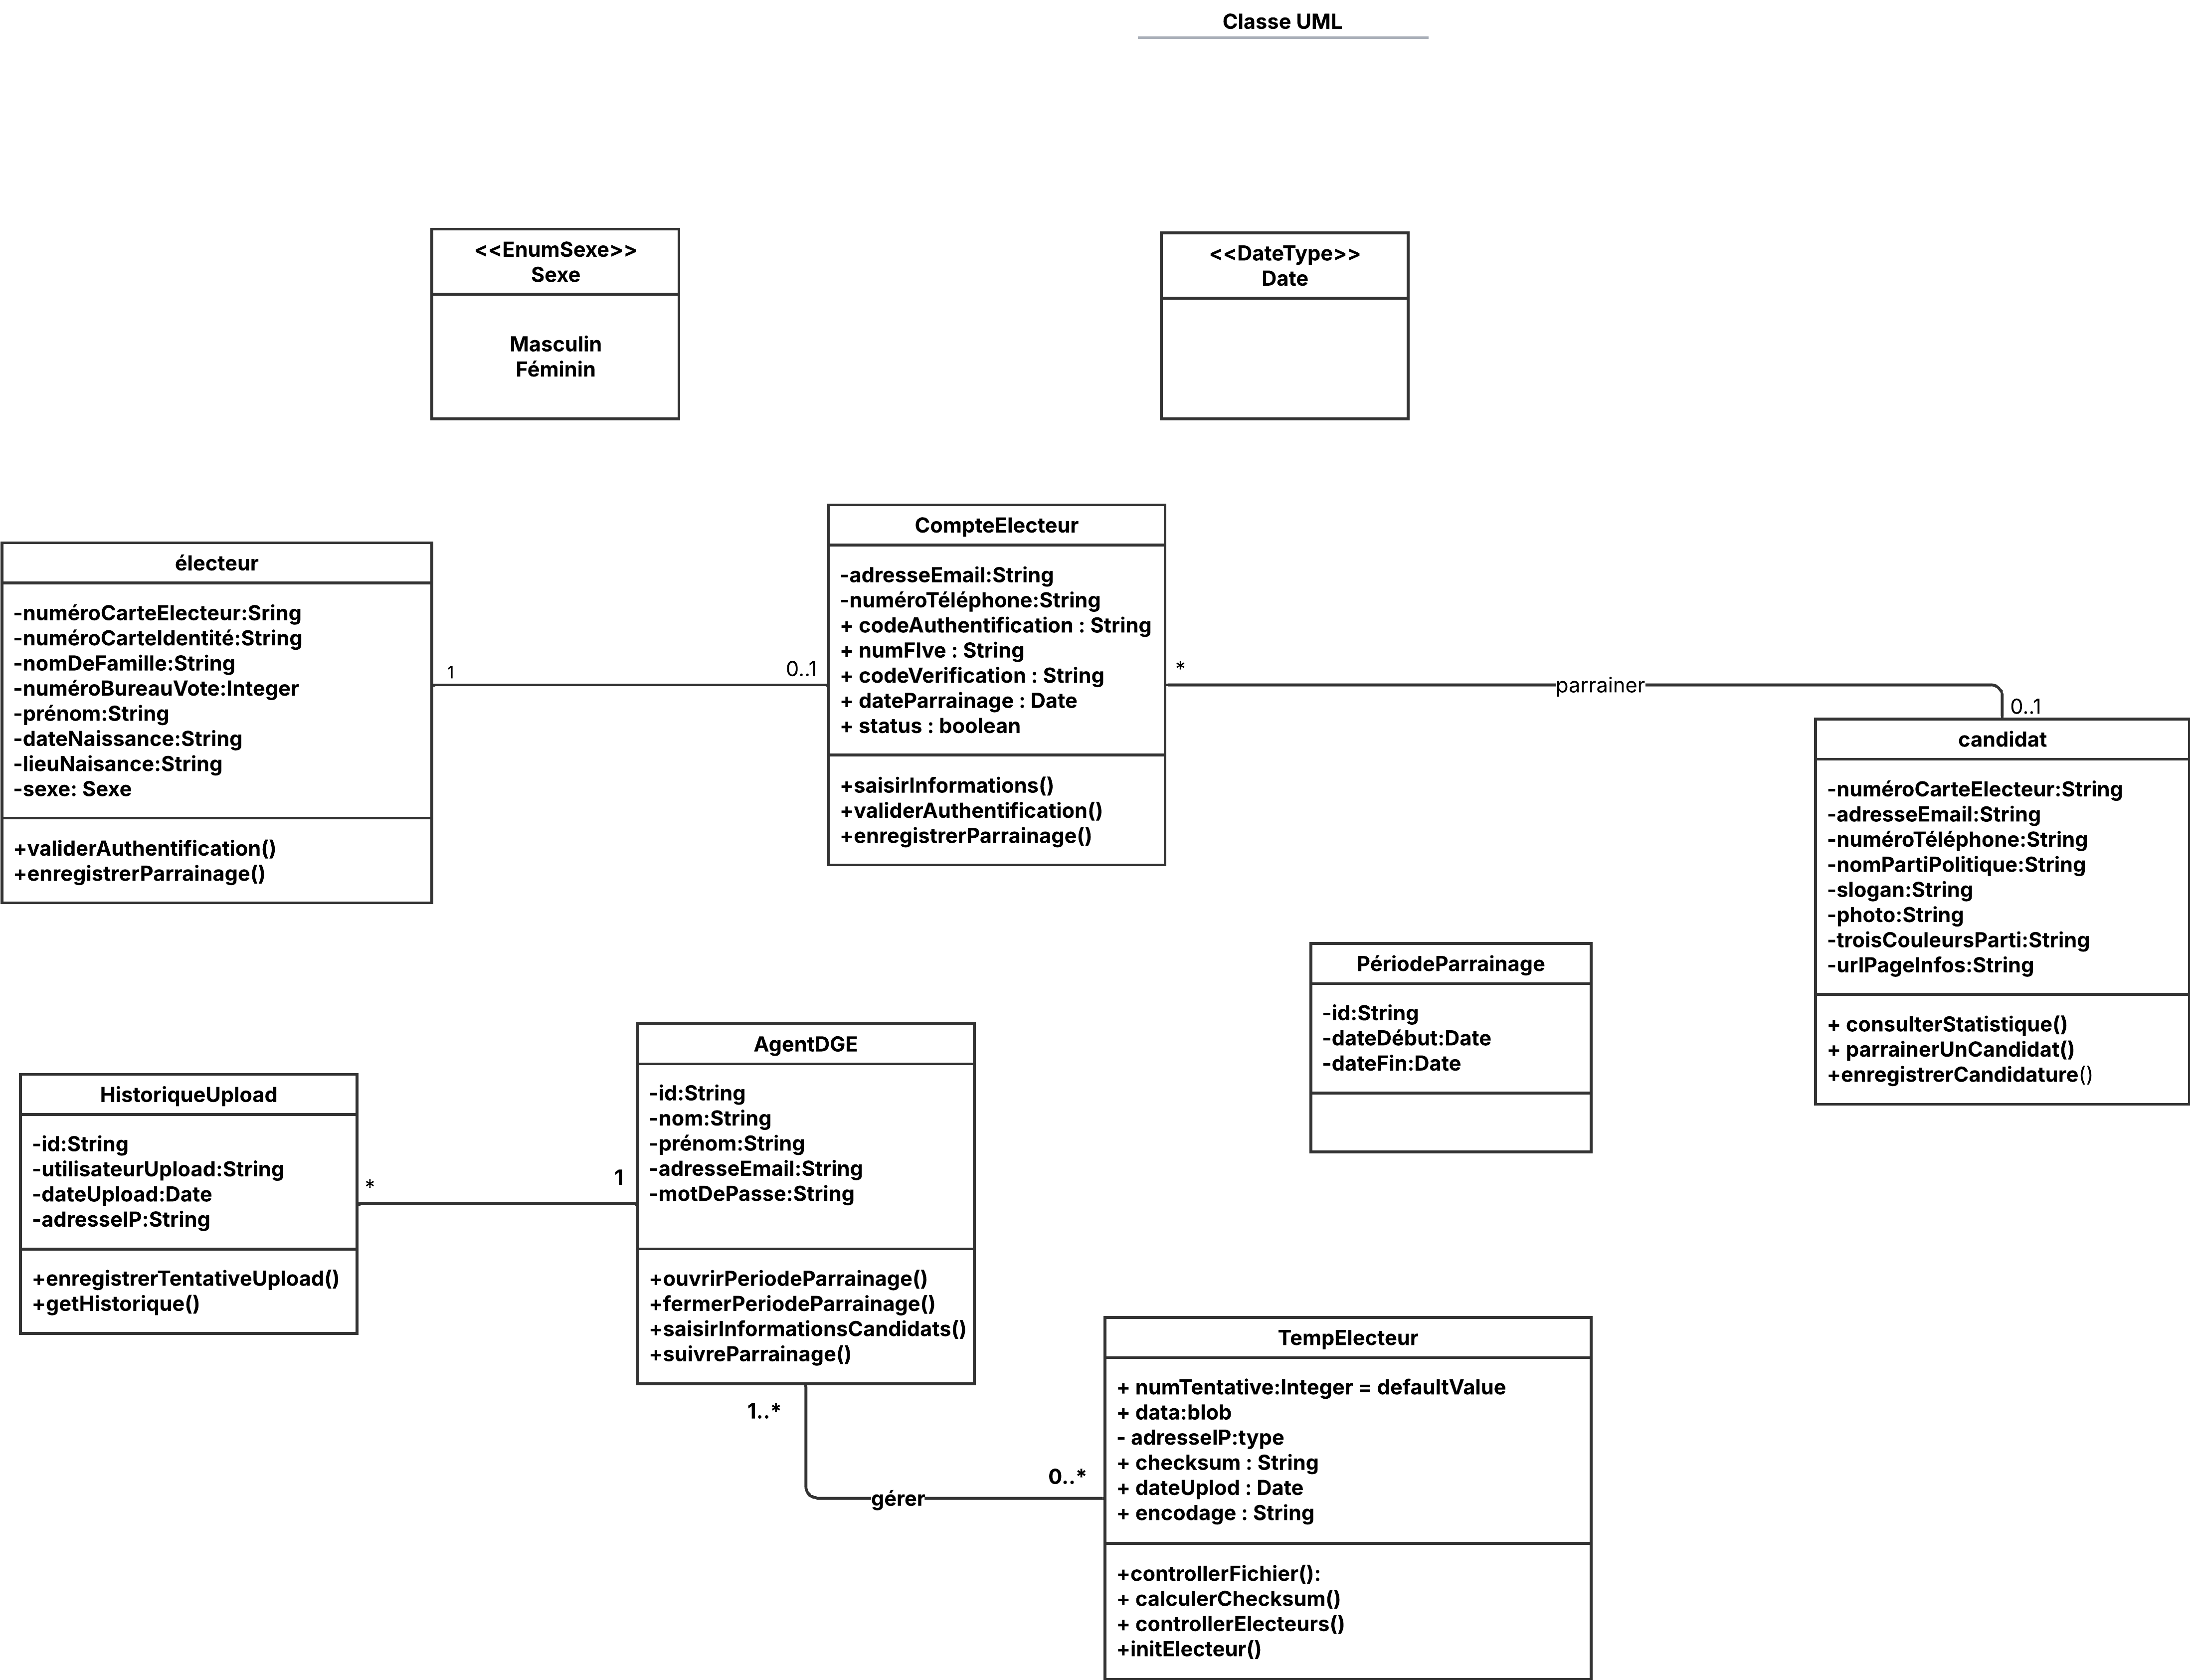 Classe UML
<<EnumSexe>>
Sexe
Masculin
Féminin
<<DateType>>
Date
électeur
-numéroCarteElecteur:Sring
-numéroCarteIdentité:String
-nomDeFamille:String
-numéroBureauVote:Integer
-prénom:String
-dateNaissance:String
-lieuNaisance:String
-sexe: Sexe
+validerAuthentification()
+enregistrerParrainage()
1
0..1
CompteElecteur
-adresseEmail:String
-numéroTéléphone:String
+ codeAuthentification : String
+ numFIve : String
+ codeVerification : String
+ dateParrainage : Date
+ status : boolean
+saisirInformations()
+validerAuthentification()
+enregistrerParrainage()
*
parrainer
0..1
candidat
-numéroCarteElecteur:String
-adresseEmail:String
-numéroTéléphone:String
-nomPartiPolitique:String
-slogan:String
-photo:String
-troisCouleursParti:String
-urlPageInfos:String
+ consulterStatistique()
+ parrainerUnCandidat()
+enregistrerCandidature()
PériodeParrainage
-id:String
-dateDébut:Date
-dateFin:Date
HistoriqueUpload
-id:String
-utilisateurUpload:String
-dateUpload:Date
-adresseIP:String
+enregistrerTentativeUpload()
+getHistorique()
*
1
AgentDGE
-id:String
-nom:String
-prénom:String
-adresseEmail:String
-motDePasse:String
+ouvrirPeriodeParrainage()
+fermerPeriodeParrainage()
+saisirInformationsCandidats()
+suivreParrainage()
1..*
gérer
0..*
TempElecteur
+ numTentative:Integer = defaultValue
+ data:blob
- adresseIP:type
+ checksum : String
+ dateUplod : Date
+ encodage : String
+controllerFichier():
+ calculerChecksum()
+ controllerElecteurs()
+initElecteur()